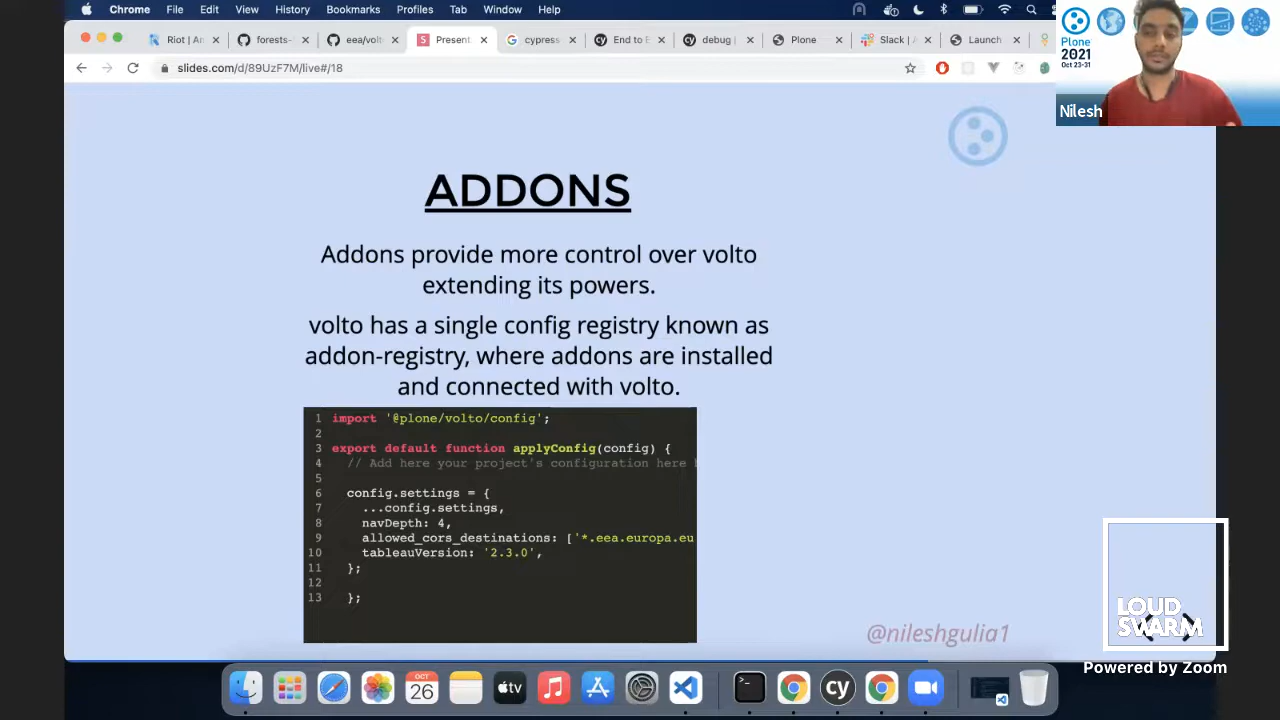 Chrome File Edit View History Bookmarks Profiles Tab Window Help
Riot | A
forests-
eea/volto
Present
cypress
End to E
debug |
Plone
Slack | 
Launch
slides.com/d/89UzF7M/live#/18
Plone
2021
Oct 23-31
Nilesh
ADDONS
Addons provide more control over volto
extending its powers.
volto has a single config registry known as
addon-registry, where addons are installed
and connected with volto.
1 import '@plone/volto/config';
2
3 export default function applyConfig(config) {
4 // Add here your project's configuration here
5
6 config.settings = {
7 ...config.settings,
8 navDepth: 4,
9 allowed_cors_destinations: ['*.eea.europa.eu
10 tableauVersion: '2.3.0',
11 };
12
13 };
@nileshgulia1
LOUD
SWARM
Powered by Zoom
OCT
26
tv
cy